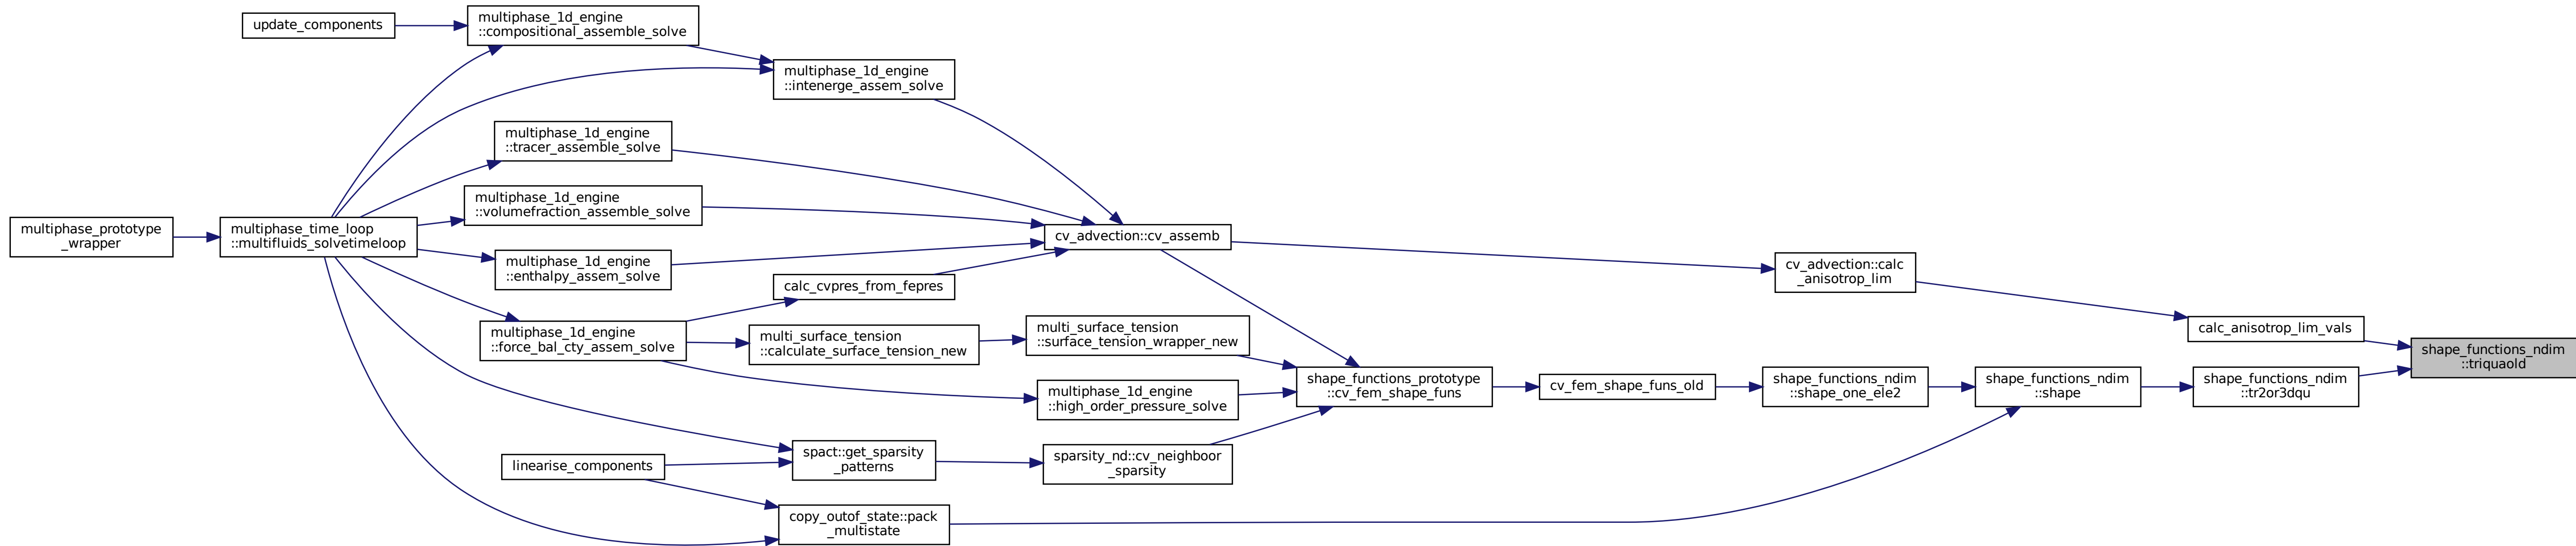 update_components
multiphase_1d_engine
::compositional_assemble_solve
multiphase_1d_engine
::intenerge_assem_solve
multiphase_1d_engine
::tracer_assemble_solve
multiphase_1d_engine
::volumefraction_assemble_solve
multiphase_prototype
_wrapper
multiphase_time_loop
::multifluids_solvetimeloop
cv_advection::cv_assemb
multiphase_1d_engine
::enthalpy_assem_solve
cv_advection::calc
_anisotrop_lim
calc_cvpres_from_fepres
multiphase_1d_engine
::force_bal_cty_assem_solve
multi_surface_tension
::calculate_surface_tension_new
multi_surface_tension
::surface_tension_wrapper_new
calc_anisotrop_lim_vals
shape_functions_ndim
::triquaold
multiphase_1d_engine
::high_order_pressure_solve
shape_functions_prototype
::cv_fem_shape_funs
cv_fem_shape_funs_old
shape_functions_ndim
::shape_one_ele2
shape_functions_ndim
::shape
shape_functions_ndim
::tr2or3dqu
linearise_components
spact::get_sparsity
_patterns
sparsity_nd::cv_neighboor
_sparsity
copy_outof_state::pack
_multistate